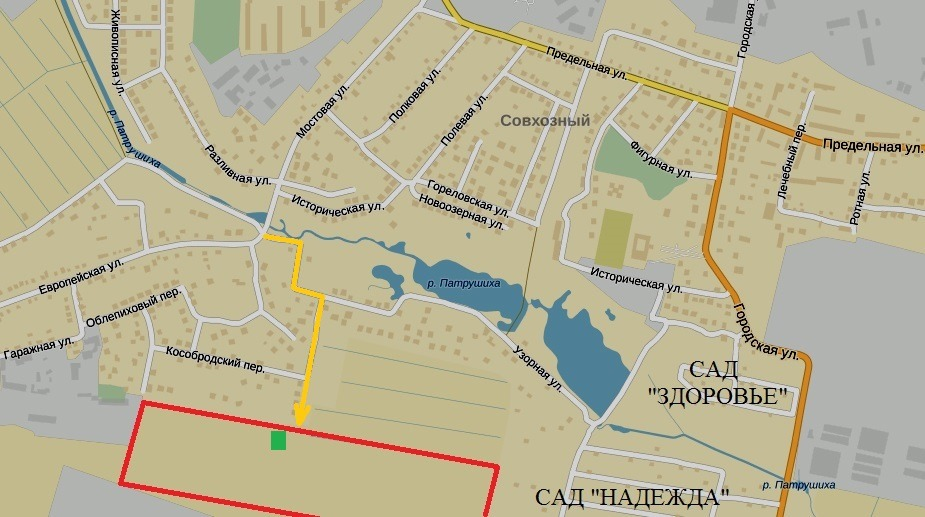 Живописная ул.
Городская ул.
Предельная ул.
Мостовая ул.
Полковая ул.
Полевая ул.
Совхозный
р. Патрушиха
Разливная ул.
Фигурная ул.
Лечебный пер.
Предельная ул.
Ротная ул.
Гореловская ул.
Новоозерная ул.
Историческая ул.
Европейская ул.
р. Патрушиха
Историческая ул.
Облепиховый пер.
Гаражная ул.
Кособродский пер.
Узорная ул.
Городская ул.
САД
"ЗДОРОВЬЕ"
р. Патрушиха
САД "НАДЕЖДА"